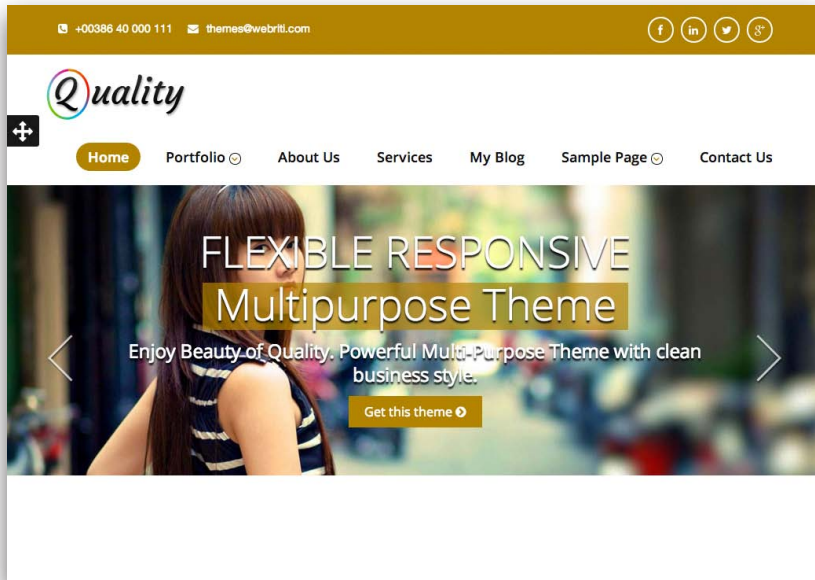 +00386 40 000 111 themes@webriti.com
Quality
Home Portfolio About Us Services My Blog Sample Page Contact Us
FLEXIBLE RESPONSIVE
Multipurpose Theme
Enjoy Beauty of Quality. Powerful Multi-Purpose Theme with clean
business style.
Get this theme